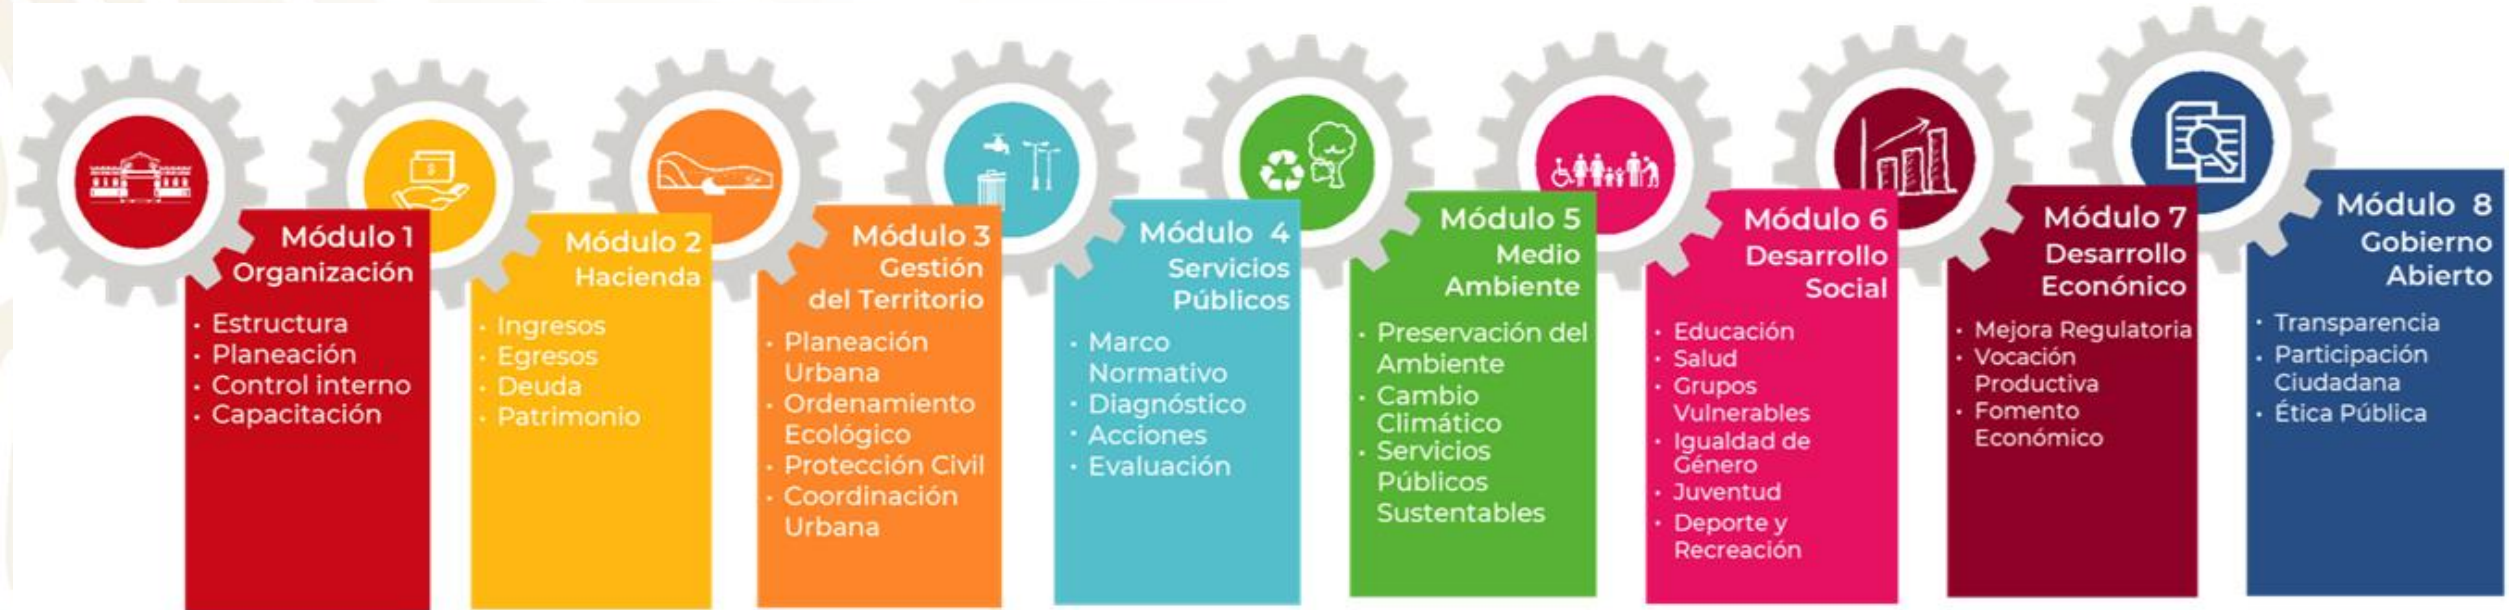 Módulo 1
Organización
· Estructura
· Planeación
· Control interno
· Capacitación
Módulo 2
Hacienda
· Ingresos
· Egresos
· Deuda
· Patrimonio
Módulo 3
Gestión
del Territorio
· Planeación
Urbana
· Ordenamiento
Ecológico
· Protección Civil
· Coordinación
Urbana
Módulo 4
Servicios
Públicos
· Marco
Normativo
· Diagnóstico
· Acciones
· Evaluación
Módulo 5
Medio
Ambiente
· Preservación del
Ambiente
· Cambio
Climático
· Servicios
Públicos
Sustentables
Módulo 6
Desarrollo
Social
· Educación
· Salud
· Grupos
Vulnerables
· Igualdad de
Género
· Juventud
· Deporte y
Recreación
Módulo 7
Desarrollo
Econónico
· Mejora Regulatoria
· Vocación
Productiva
· Fomento
Económico
Módulo 8
Gobierno
Abierto
· Transparencia
· Participación
Ciudadana
· Ética Pública